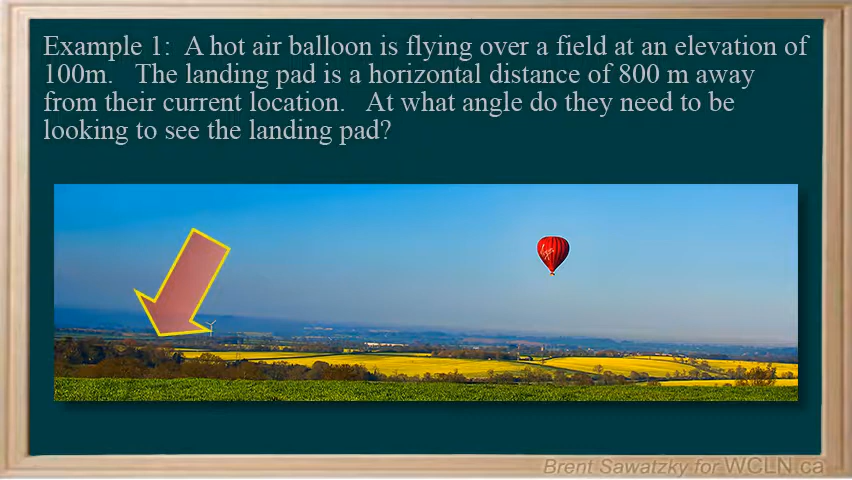 Example 1:  A hot air balloon is flying over a field at an elevation of
100m.   The landing pad is a horizontal distance of 800 m away
from their current location.   At what angle do they need to be
looking to see the landing pad?
Brent Sawatzky for WCLN.ca